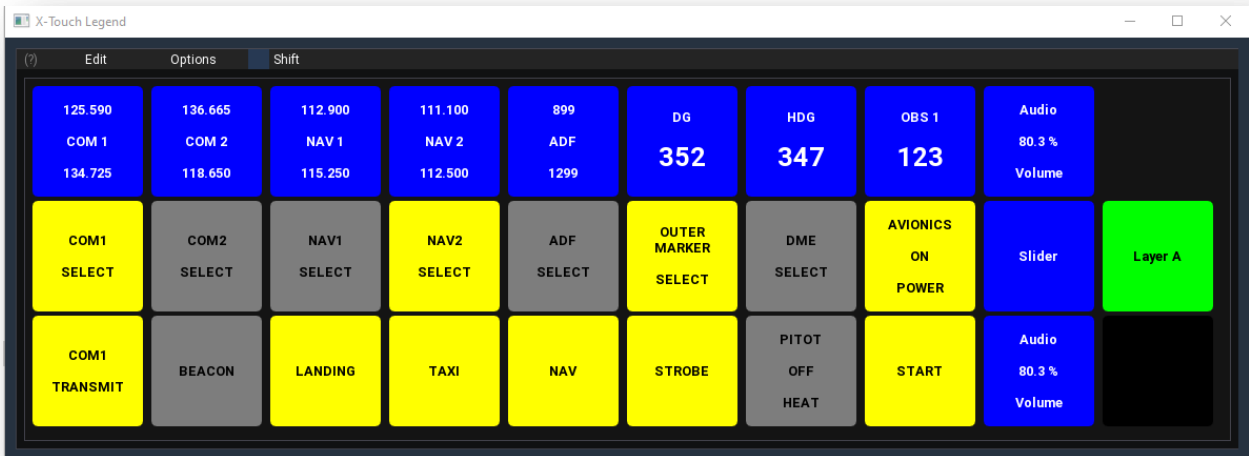 X-Touch Legend
(?) Edit Options Shift
125.590
COM 1
134.725
136.665
COM 2
118.650
112.900
NAV 1
115.250
111.100
NAV 2
112.500
899
ADF
1299
DG
352
HDG
347
OBS 1
123
Audio
80.3 %
Volume
COM1
SELECT
COM2
SELECT
NAV1
SELECT
NAV2
SELECT
ADF
SELECT
OUTER
MARKER
SELECT
DME
SELECT
AVIONICS
ON
POWER
Slider
Layer A
COM1
TRANSMIT
BEACON
LANDING
TAXI
NAV
STROBE
PITOT
OFF
HEAT
START
Audio
80.3 %
Volume